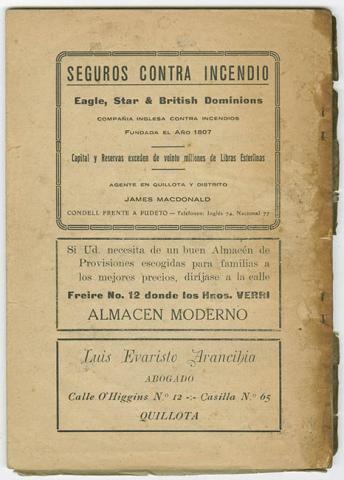 SEGUROS CONTRA INCENDIO
Eagle, Star & British Dominions
COMPAÑIA INGLESA CONTRA INCENDIOS
FUNDADA EL AÑO 1807
Capital y Reservas exceden de veinte millones de Libras Esterlinas
AGENTE EN QUILLOTA Y DISTRITO
JAMES MACDONALD
CONDELL FRENTE A PUDETO — Teléfonos: Inglés 74, Nacional 77
Si Ud. necesita de un buen Almacén de
Provisiones escogidas para familias a
los mejores precios, diríjase a la calle
Freire No. 12 donde los Hnos. VERRI
ALMACEN MODERNO
Luis Evaristo Arancibia
ABOGADO
Calle O'Higgins N.º 12 -:- Casilla N.º 65
QUILLOTA